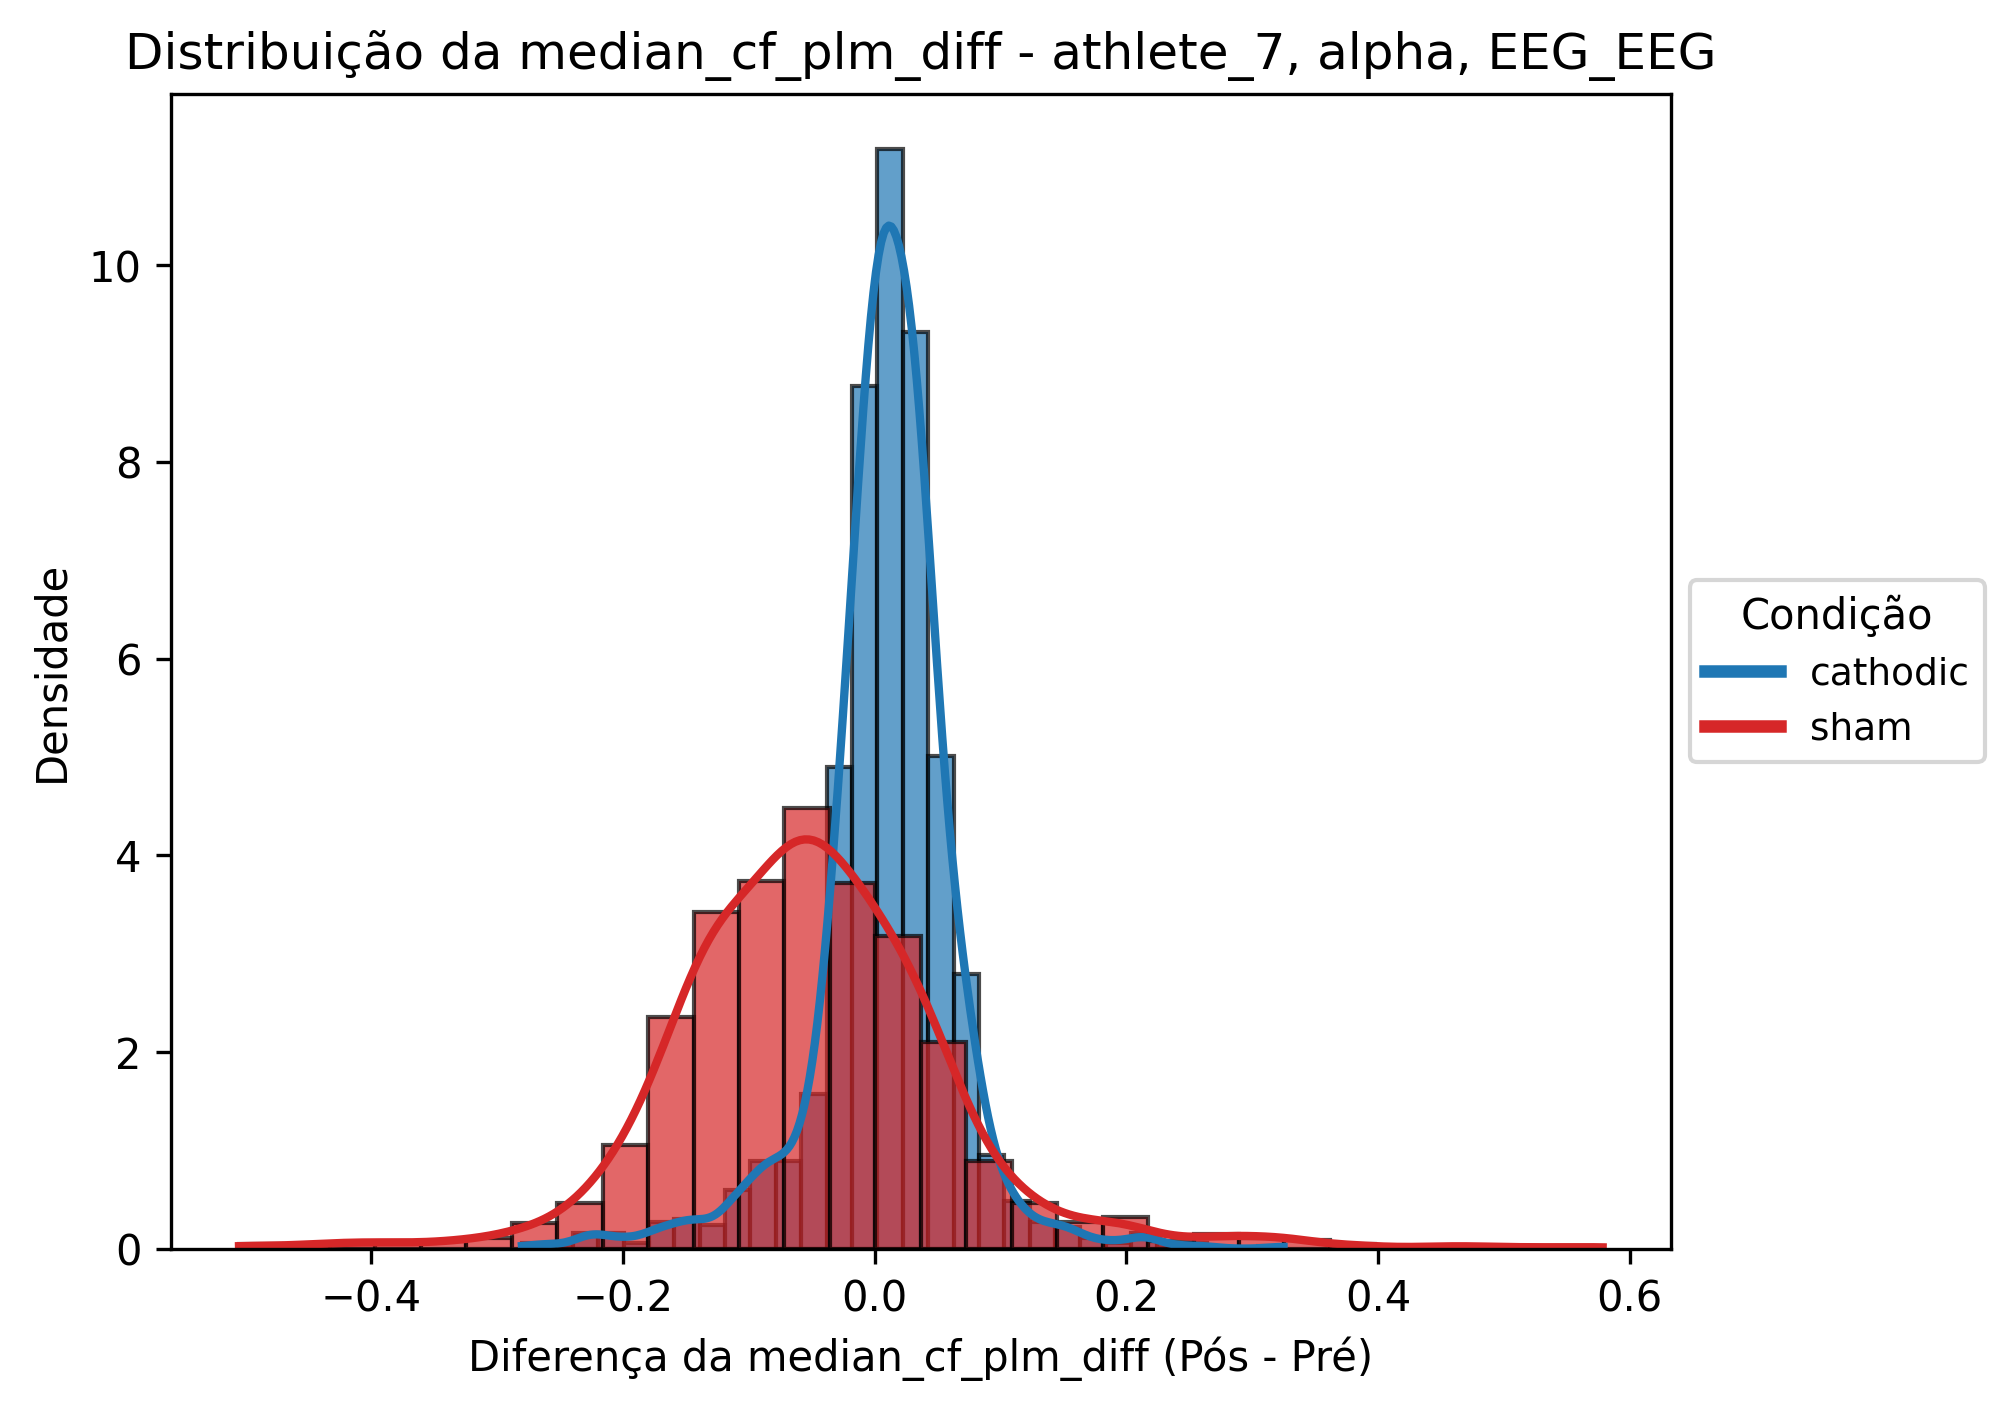 Distribuição da median_cf_plm_diff - athlete_7, alpha, EEG_EEG
Densidade
10
8
6
4
2
0
−0.4
−0.2
0.0
0.2
0.4
0.6
Diferença da median_cf_plm_diff (Pós - Pré)
Condição
cathodic
sham